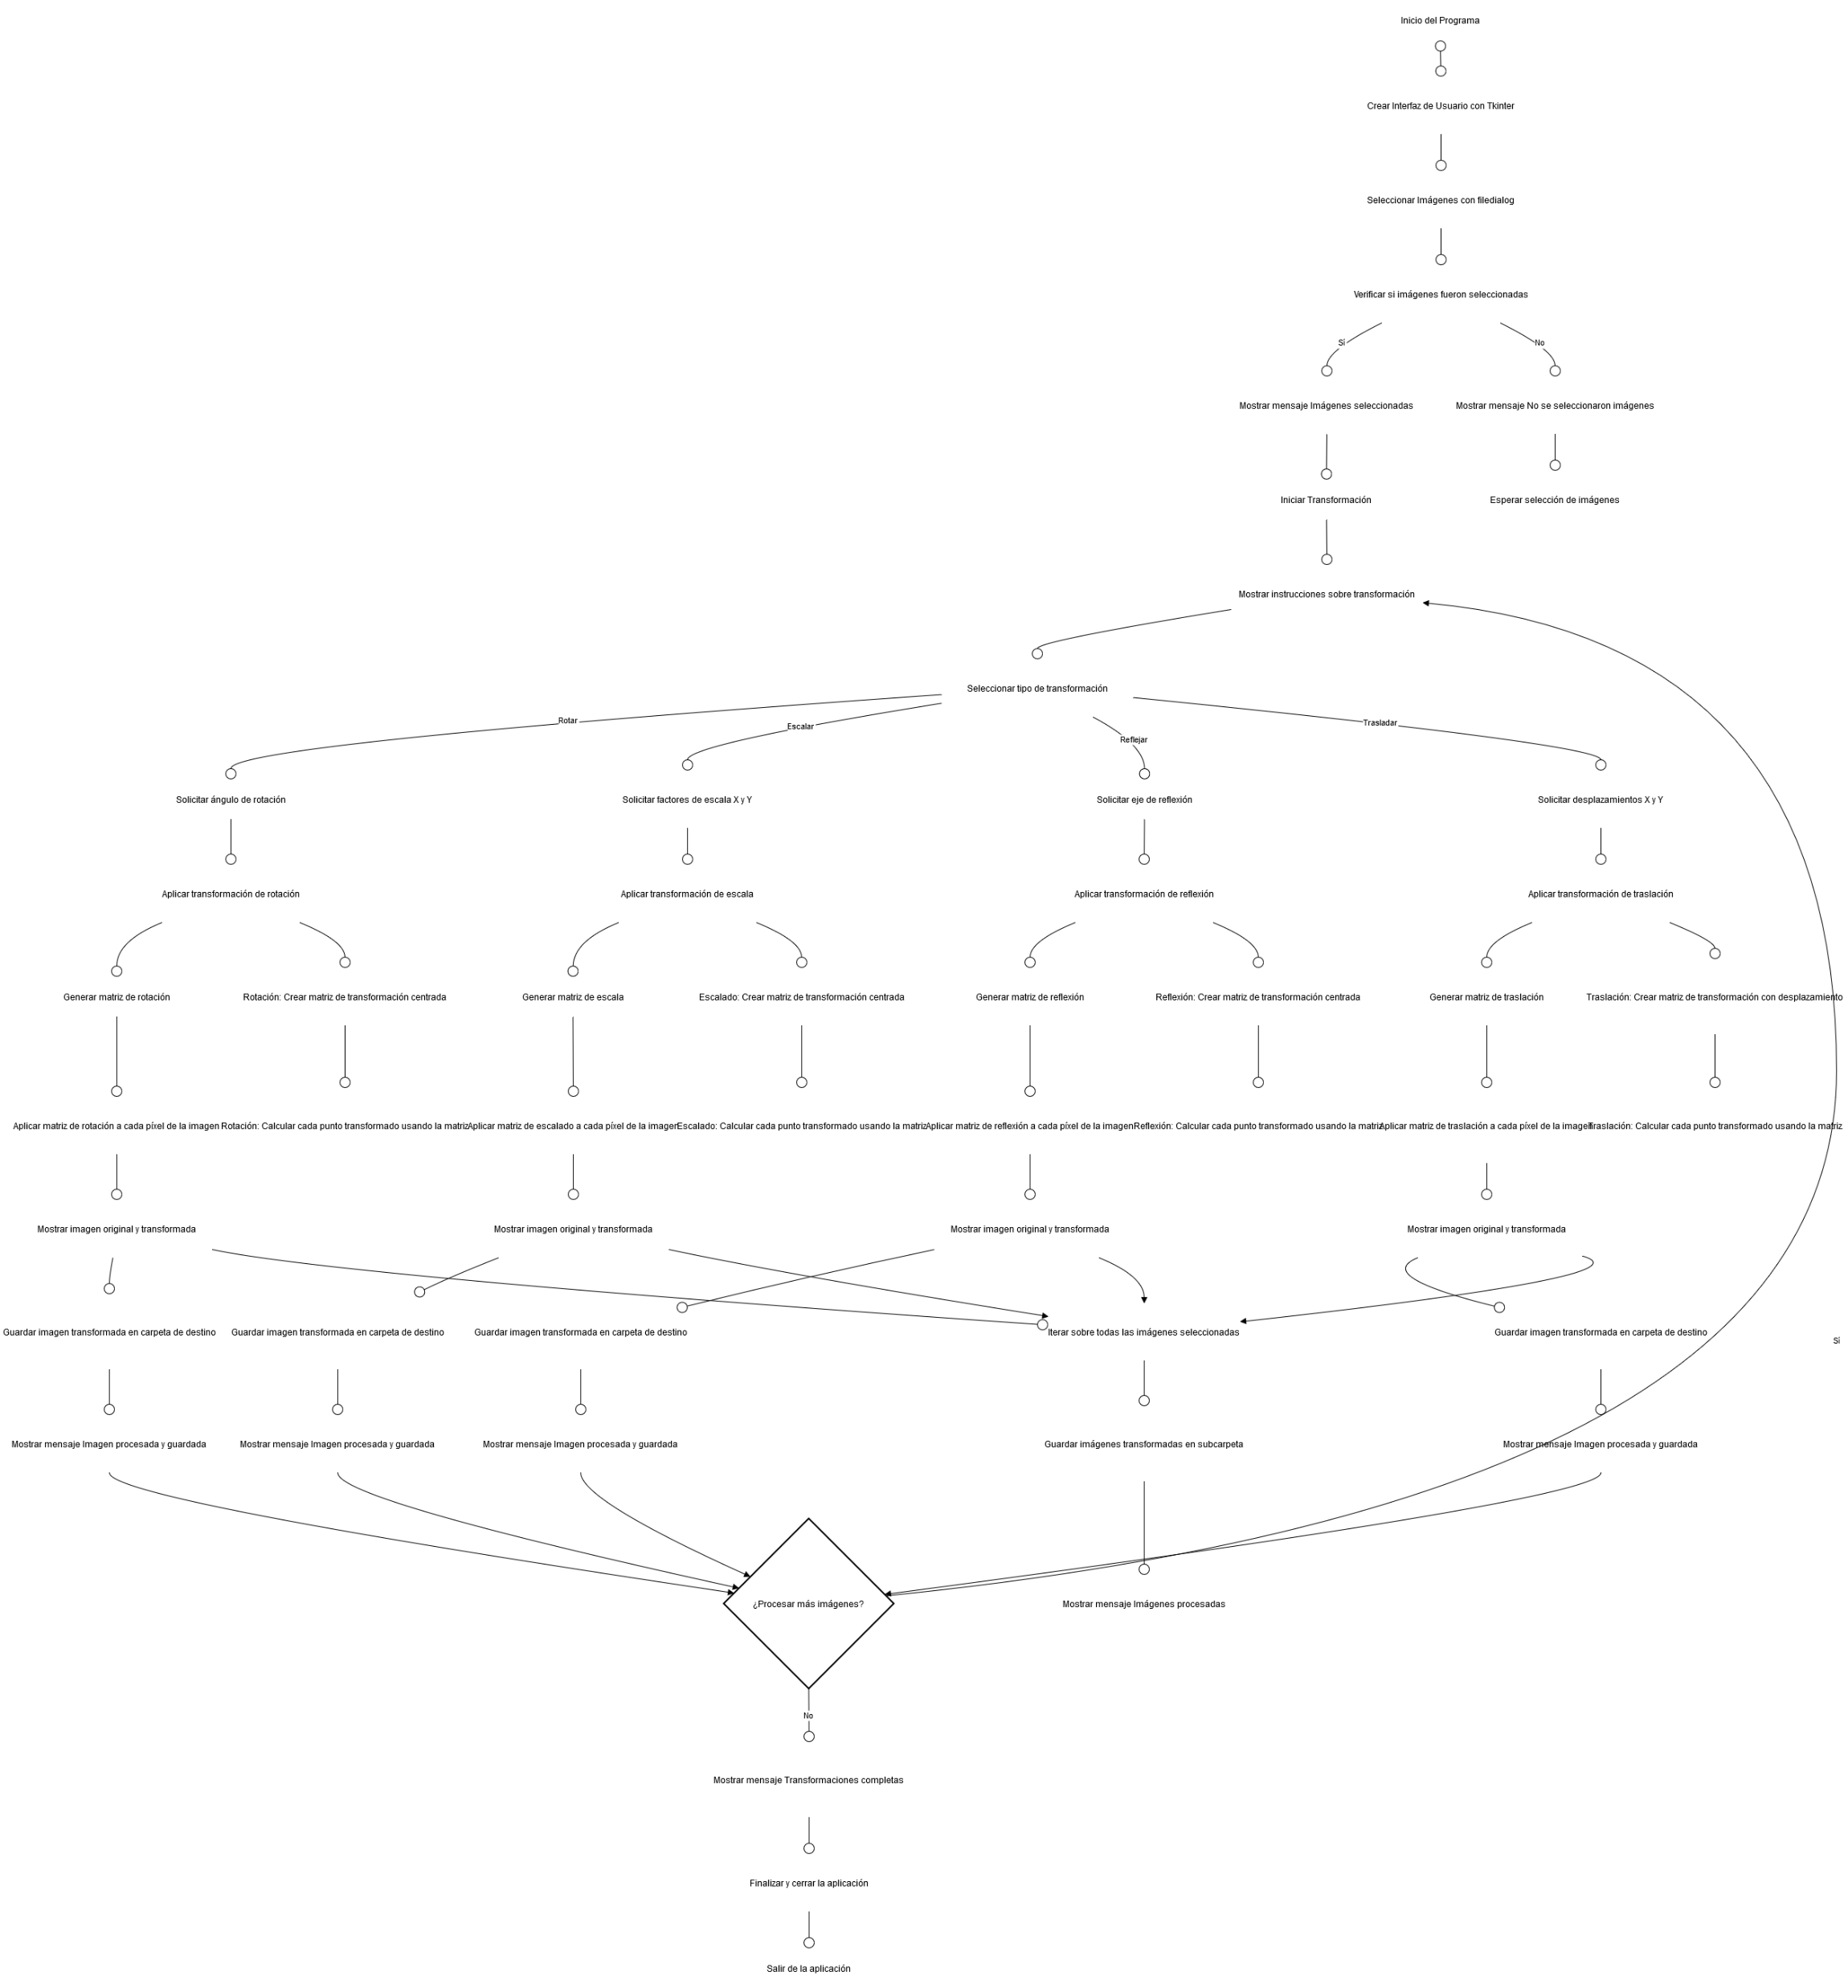 Inicio del Programa
Crear Interfaz de Usuario con Tkinter
Seleccionar Imágenes con filedialog
Verificar si imágenes fueron seleccionadas
Sí
No
Mostrar mensaje Imágenes seleccionadas
Mostrar mensaje No se seleccionaron imágenes
Iniciar Transformación
Esperar selección de imágenes
Mostrar instrucciones sobre transformación
Seleccionar tipo de transformación
Rotar
Escalar
Reflejar
Trasladar
Solicitar ángulo de rotación
Solicitar factores de escala X y Y
Solicitar eje de reflexión
Solicitar desplazamientos X y Y
Aplicar transformación de rotación
Aplicar transformación de escala
Aplicar transformación de reflexión
Aplicar transformación de traslación
Generar matriz de rotación
Rotación: Crear matriz de transformación centrada
Generar matriz de escala
Escalado: Crear matriz de transformación centrada
Generar matriz de reflexión
Reflexión: Crear matriz de transformación centrada
Generar matriz de traslación
Traslación: Crear matriz de transformación con desplazamiento
Aplicar matriz de rotación a cada píxel de la imagen
Rotación: Calcular cada punto transformado usando la matriz
Aplicar matriz de escalado a cada píxel de la imagen
Escalado: Calcular cada punto transformado usando la matriz
Aplicar matriz de reflexión a cada píxel de la imagen
Reflexión: Calcular cada punto transformado usando la matriz
Aplicar matriz de traslación a cada píxel de la imagen
Traslación: Calcular cada punto transformado usando la matriz
Mostrar imagen original y transformada
Mostrar imagen original y transformada
Mostrar imagen original y transformada
Mostrar imagen original y transformada
Guardar imagen transformada en carpeta de destino
Guardar imagen transformada en carpeta de destino
Guardar imagen transformada en carpeta de destino
Iterar sobre todas las imágenes seleccionadas
Guardar imagen transformada en carpeta de destino
Sí
Mostrar mensaje Imagen procesada y guardada
Mostrar mensaje Imagen procesada y guardada
Mostrar mensaje Imagen procesada y guardada
Guardar imágenes transformadas en subcarpeta
Mostrar mensaje Imagen procesada y guardada
¿Procesar más imágenes?
Mostrar mensaje Imágenes procesadas
No
Mostrar mensaje Transformaciones completas
Finalizar y cerrar la aplicación
Salir de la aplicación